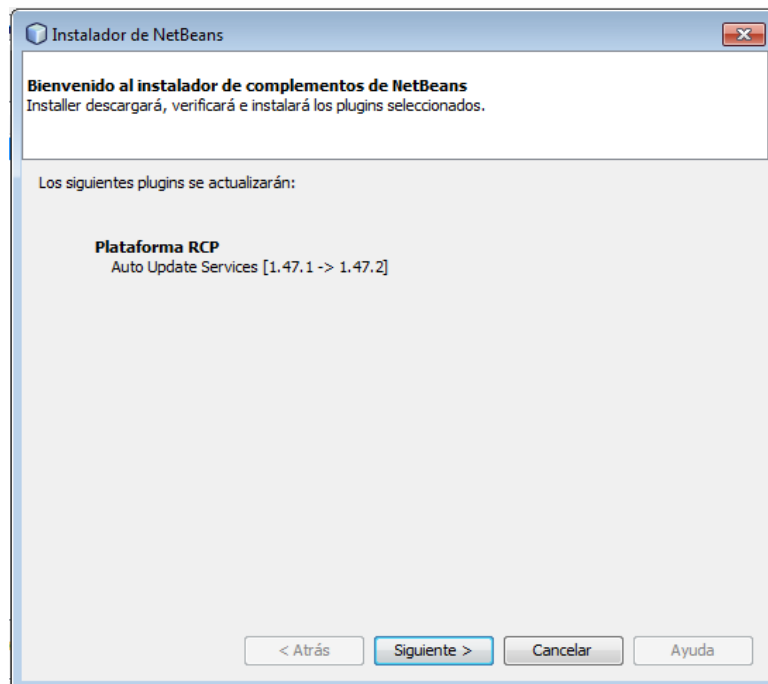 Instalador de NetBeans
Bienvenido al instalador de complementos de NetBeans
Installer descargará, verificará e instalará los plugins seleccionados.
Los siguientes plugins se actualizarán:
Plataforma RCP
Auto Update Services [1.47.1 -> 1.47.2]
< Atrás Siguiente > Cancelar Ayuda